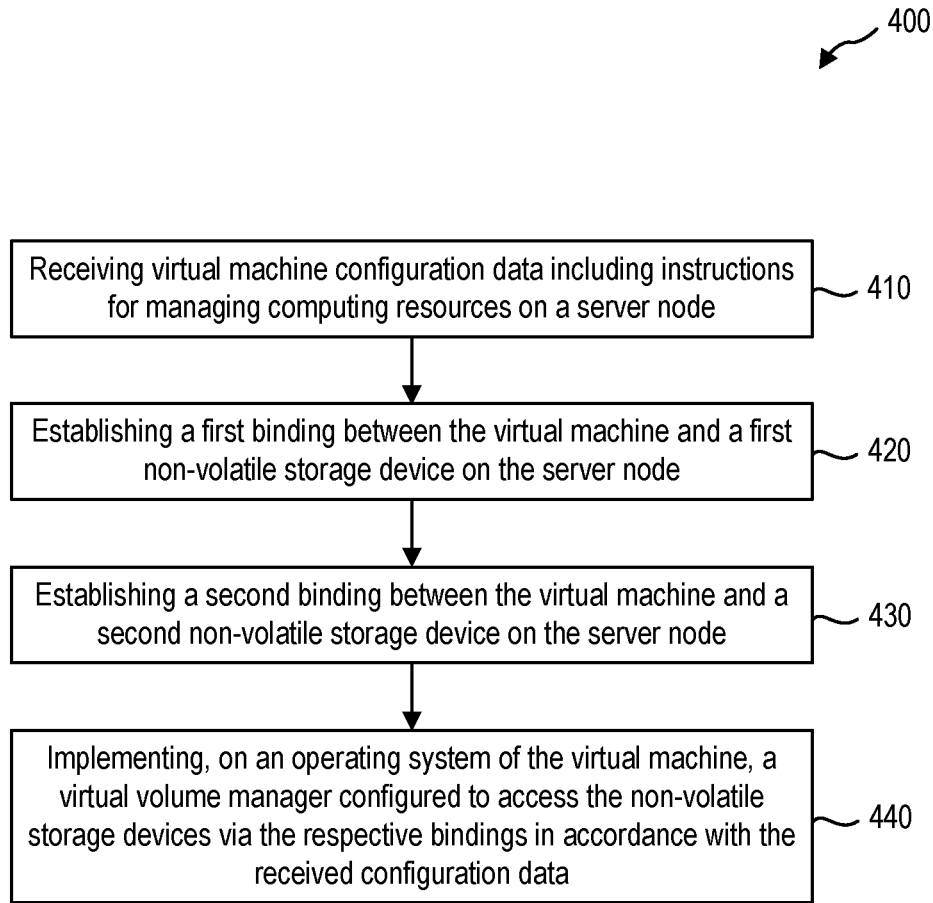 400
Receiving virtual machine configuration data including instructions
for managing computing resources on a server node
410
Establishing a first binding between the virtual machine and a first
non-volatile storage device on the server node
420
Establishing a second binding between the virtual machine and a
second non-volatile storage device on the server node
430
Implementing, on an operating system of the virtual machine, a
virtual volume manager configured to access the non-volatile
storage devices via the respective bindings in accordance with the
received configuration data
440